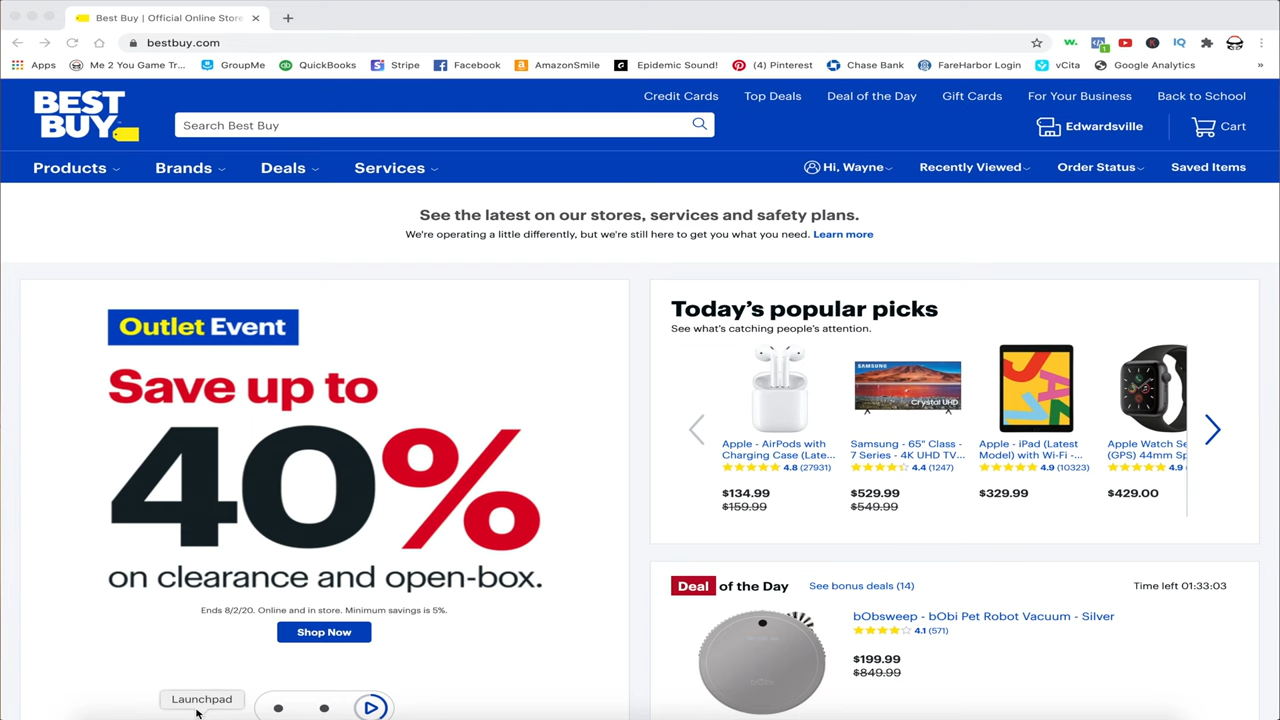 Best Buy | Official Online Store
bestbuy.com
Apps Me 2 You Game Tr... GroupMe QuickBooks Stripe Facebook AmazonSmile Epidemic Sound! (4) Pinterest Chase Bank FareHarbor Login vCita Google Analytics »
BEST BUY
Credit Cards Top Deals Deal of the Day Gift Cards For Your Business Back to School
Search Best Buy
Edwardsville Cart
Products Brands Deals Services Hi, Wayne Recently Viewed Order Status Saved Items
See the latest on our stores, services and safety plans.
We're operating a little differently, but we're still here to get you what you need. Learn more
Outlet Event
Save up to
40%
on clearance and open-box.
Ends 8/2/20. Online and in store. Minimum savings is 5%.
Shop Now
Launchpad
Today's popular picks
See what's catching people's attention.
SAMSUNG
Crystal UHD
Apple - AirPods with
Charging Case (Late...
4.8 (27931)
$134.99
$159.99
Samsung - 65" Class -
7 Series - 4K UHD TV...
4.4 (1247)
$529.99
$549.99
Apple - iPad (Latest
Model) with Wi-Fi -...
4.9 (10323)
$329.99
Apple Watch Se
(GPS) 44mm Sp
4.9
$429.00
Deal of the Day See bonus deals (14) Time left 01:33:03
bObsweep - bObi Pet Robot Vacuum - Silver
4.1 (571)
$199.99
$849.99